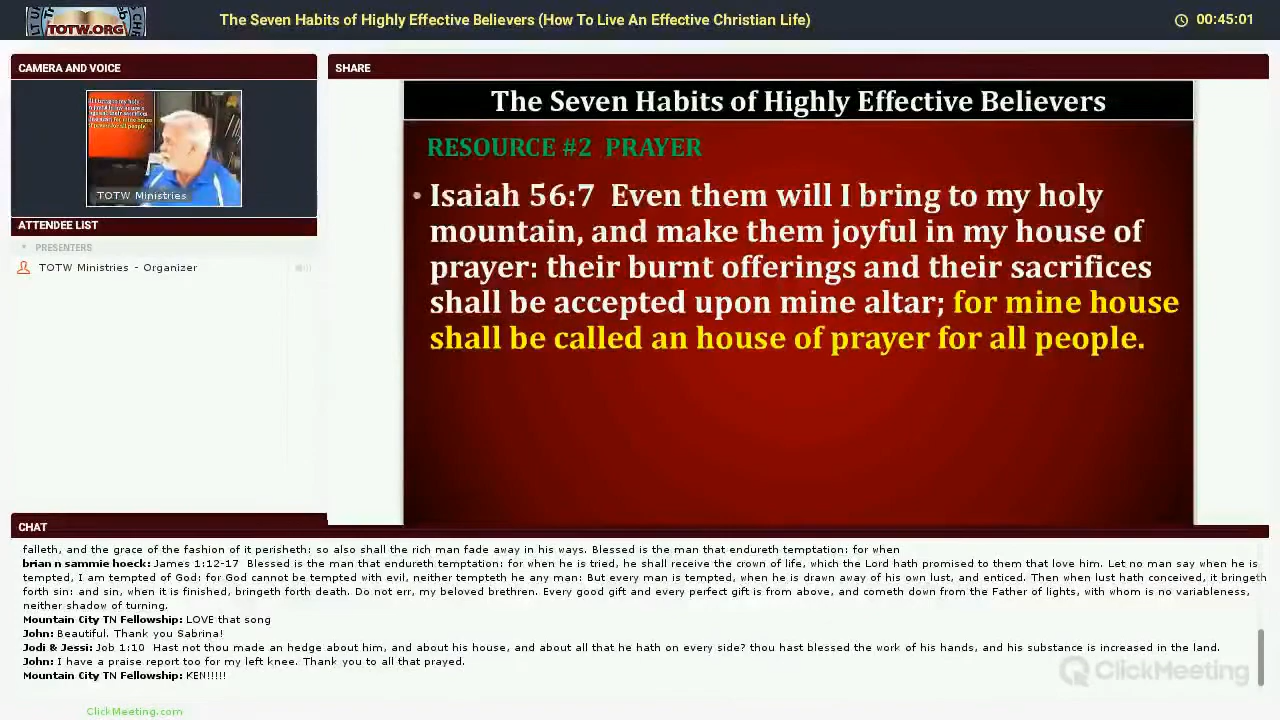 TOTW.ORG
The Seven Habits of Highly Effective Believers (How To Live An Effective Christian Life)
00:45:01
CAMERA AND VOICE
TOTW Ministries
ATTENDEE LIST
PRESENTERS
TOTW Ministries - Organizer
SHARE
The Seven Habits of Highly Effective Believers
RESOURCE #2 PRAYER
• Isaiah 56:7 Even them will I bring to my holy
mountain, and make them joyful in my house of
prayer: their burnt offerings and their sacrifices
shall be accepted upon mine altar; for mine house
shall be called an house of prayer for all people.
CHAT
falleth, and the grace of the fashion of it perisheth: so also shall the rich man fade away in his ways. Blessed is the man that endureth temptation: for when
brian n sammie hoeck: James 1:12-17 Blessed is the man that endureth temptation: for when he is tried, he shall receive the crown of life, which the Lord hath promised to them that love him. Let no man say when he is
tempted, I am tempted of God: for God cannot be tempted with evil, neither tempteth he any man: But every man is tempted, when he is drawn away of his own lust, and enticed. Then when lust hath conceived, it bringeth
forth sin: and sin, when it is finished, bringeth forth death. Do not err, my beloved brethren. Every good gift and every perfect gift is from above, and cometh down from the Father of lights, with whom is no variableness,
neither shadow of turning.
Mountain City TN Fellowship: LOVE that song
John: Beautiful. Thank you Sabrina!
Jodi & Jessi: Job 1:10 Hast not thou made an hedge about him, and about his house, and about all that he hath on every side? thou hast blessed the work of his hands, and his substance is increased in the land.
John: I have a praise report too for my left knee. Thank you to all that prayed.
Mountain City TN Fellowship: KEN!!!!!
ClickMeeting
ClickMeeting.com